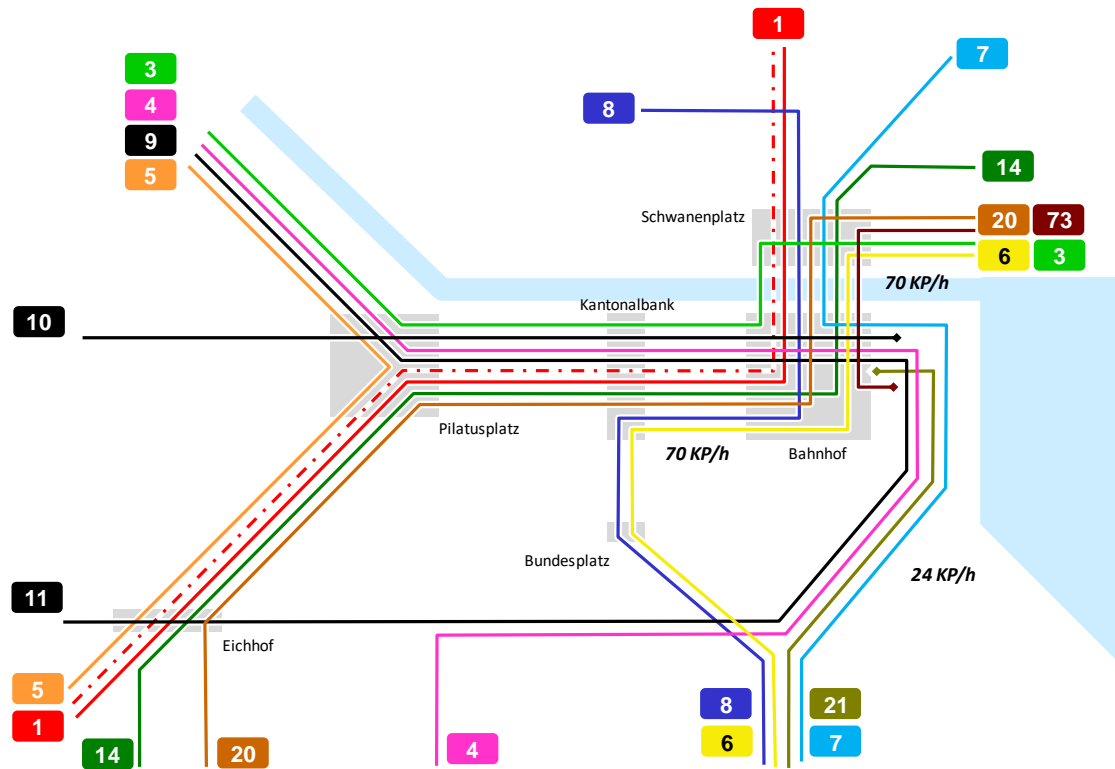 1
3
7
4
8
9
14
5
Schwanenplatz
20 73
6 3
70 KP/h
Kantonalbank
10
Pilatusplatz
70 KP/h
Bahnhof
Bundesplatz
24 KP/h
11
Eichhof
5
8 21
1
6 7
14
20
4